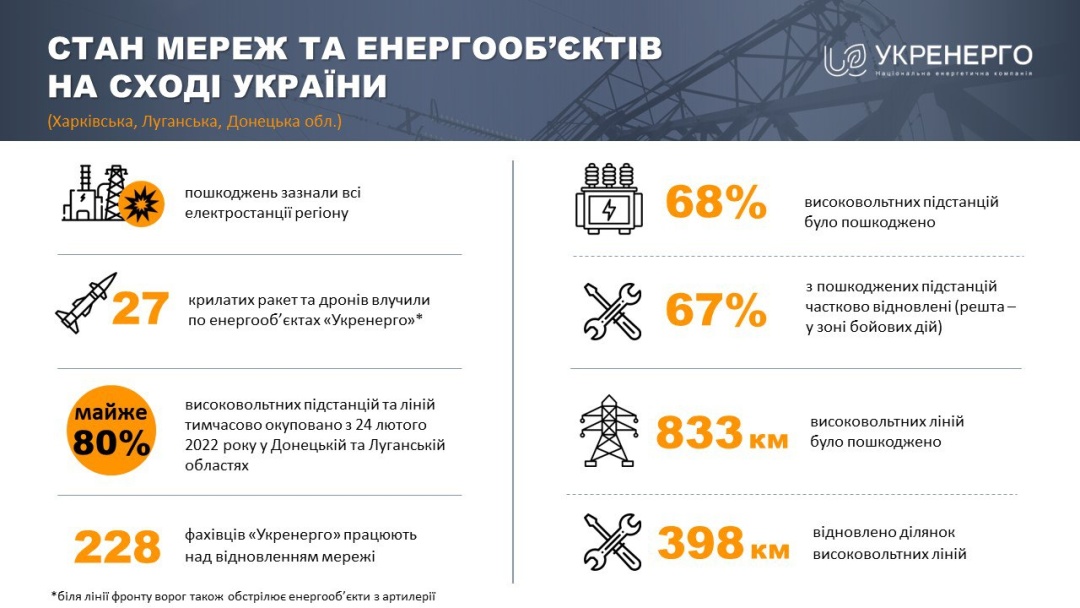 СТАН МЕРЕЖ ТА ЕНЕРГООБ’ЄКТІВ
НА СХОДІ УКРАЇНИ
(Харківська, Луганська, Донецька обл.)
УКРЕНЕРГО
Національна енергетична компанія
пошкоджень зазнали всі
електростанції регіону
27
крилатих ракет та дронів влучили
по енергооб’єктах «Укренерго»*
майже
80%
високовольтних підстанцій та ліній
тимчасово окуповано з 24 лютого
2022 року у Донецькій та Луганській
областях
228
фахівців «Укренерго» працюють
над відновленням мережі
*біля лінії фронту ворог також обстрілює енергооб’єкти з артилерії
68%
високовольтних підстанцій
було пошкоджено
67%
з пошкоджених підстанцій
частково відновлені (решта –
у зоні бойових дій)
833 км
високовольтних ліній
було пошкоджено
398 км
відновлено ділянок
високовольтних ліній